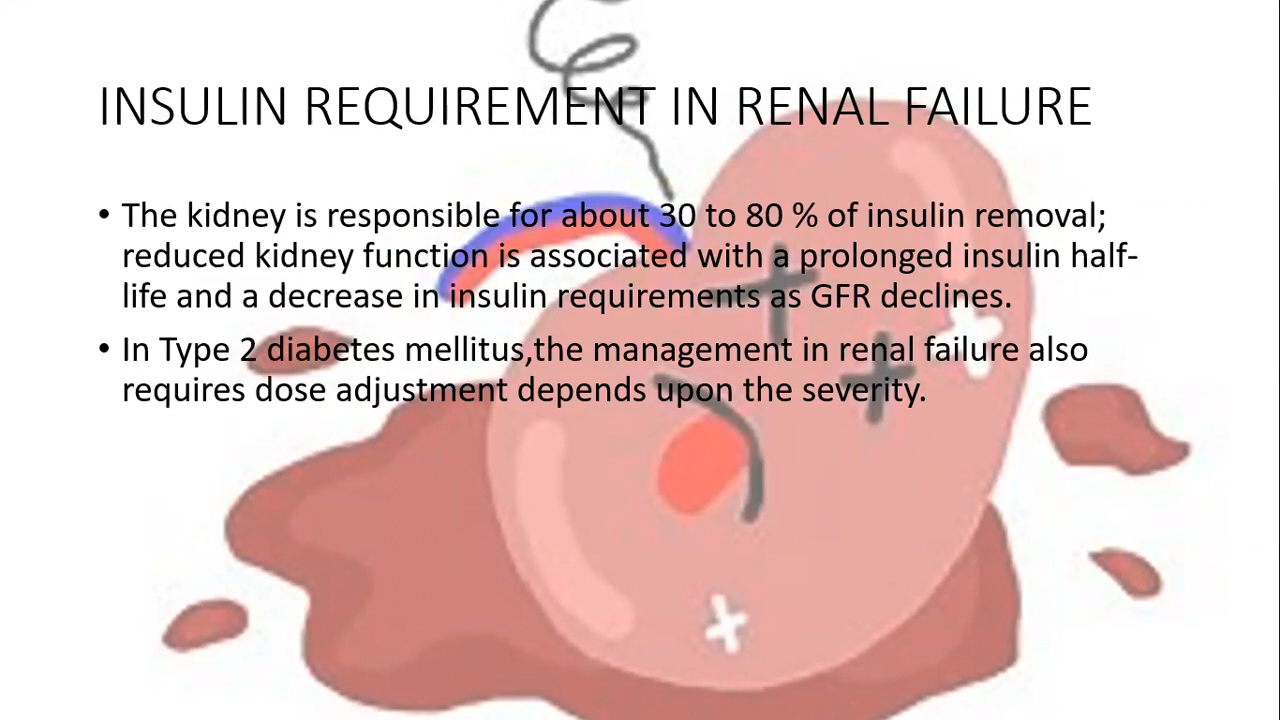 INSULIN REQUIREMENT IN RENAL FAILURE
• The kidney is responsible for about 30 to 80 % of insulin removal;
reduced kidney function is associated with a prolonged insulin half-
life and a decrease in insulin requirements as GFR declines.
• In Type 2 diabetes mellitus,the management in renal failure also
requires dose adjustment depends upon the severity.